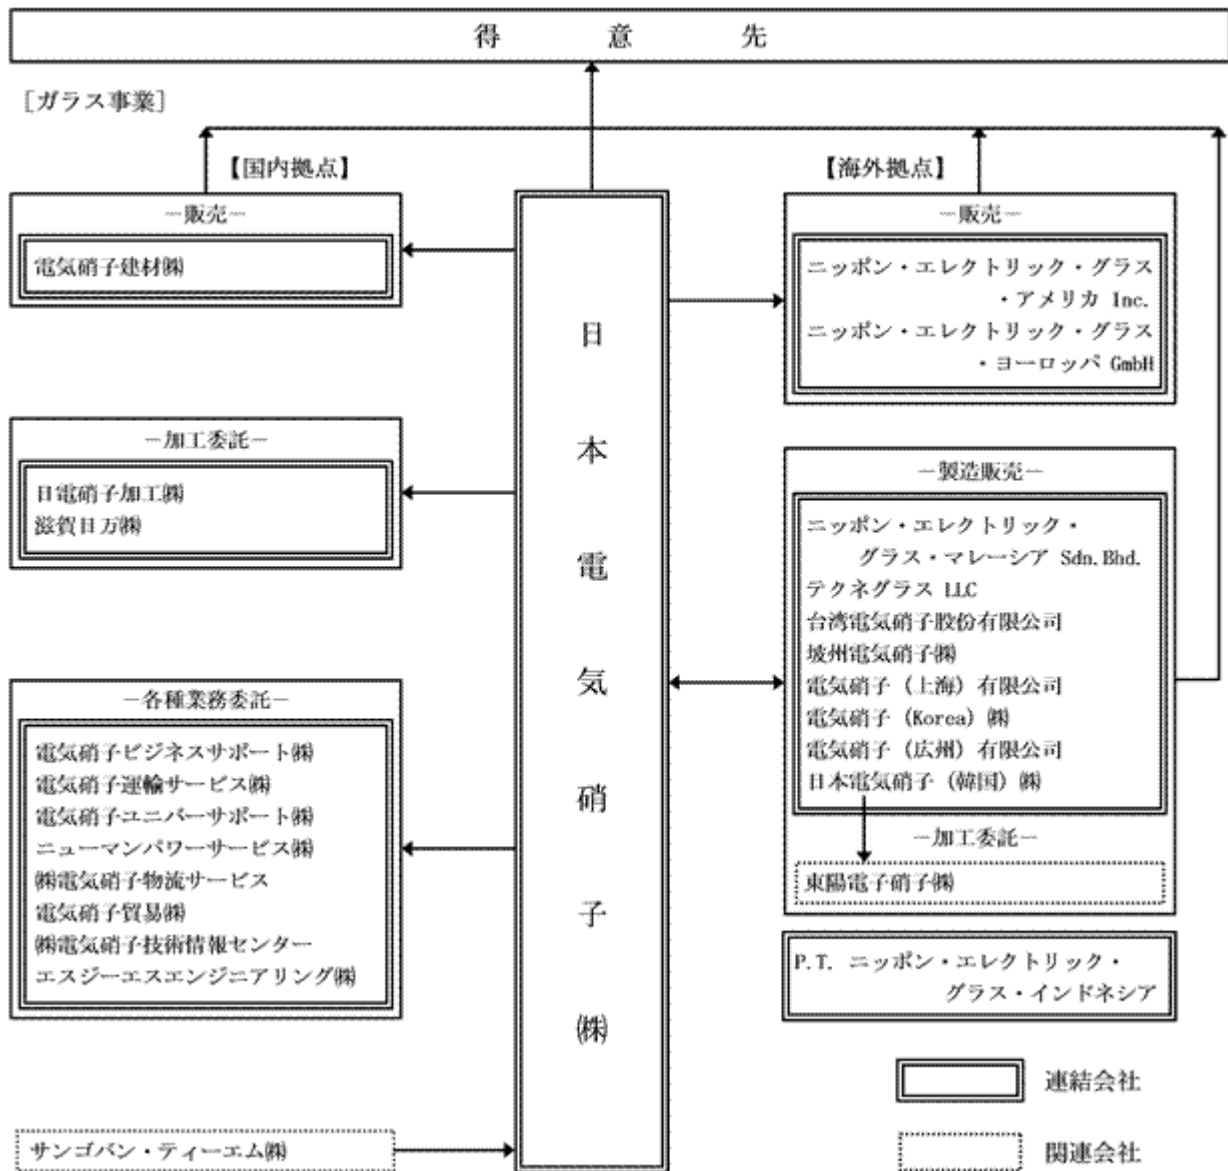 得意先
［ガラス事業］
【国内拠点】
－販売－
電気硝子建材㈱
－加工委託－
日電硝子加工㈱
滋賀日万㈱
－各種業務委託－
電気硝子ビジネスサポート㈱
電気硝子運輸サービス㈱
電気硝子ユニバーサポート㈱
ニューマンパワーサービス㈱
㈱電気硝子物流サービス
電気硝子貿易㈱
㈱電気硝子技術情報センター
エスジーエスエンジニアリング㈱
サンゴバン・ティーエム㈱
日本電気硝子㈱
【海外拠点】
－販売－
ニッポン・エレクトリック・グラス
・アメリカ Inc.
ニッポン・エレクトリック・グラス
・ヨーロッパ GmbH
－製造販売－
ニッポン・エレクトリック・
グラス・マレーシア Sdn.Bhd.
テクネグラス LLC
台湾電気硝子股份有限公司
坡州電気硝子㈱
電気硝子（上海）有限公司
電気硝子（Korea）㈱
電気硝子（広州）有限公司
日本電気硝子（韓国）㈱
－加工委託－
東陽電子硝子㈱
P.T. ニッポン・エレクトリック・
グラス・インドネシア
連結会社
関連会社